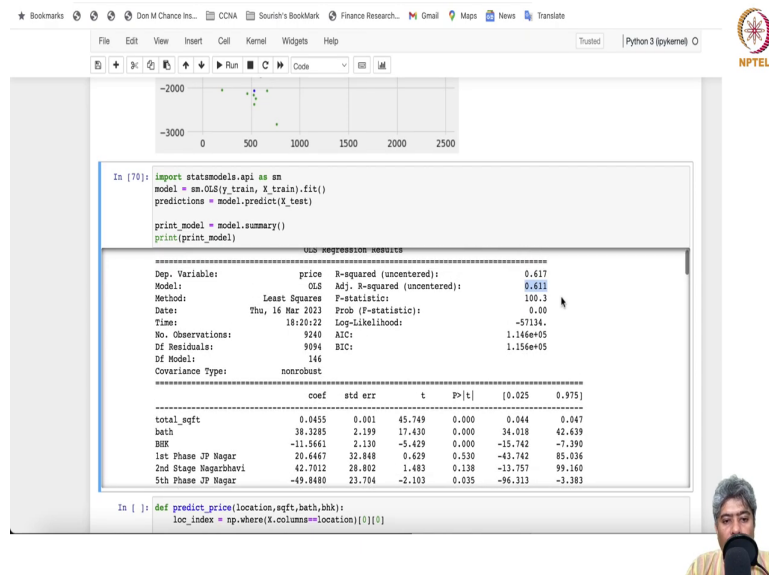 Bookmarks Don M Chance Ins... CCNA Sourish's BookMark Finance Research... Gmail Maps News Translate
NPTEL
File Edit View Insert Cell Kernel Widgets Help Trusted Python 3 (ipykernel)
Run Code
-2000
-3000
0 500 1000 1500 2000 2500
In [70]: import statsmodels.api as sm
model = sm.OLS(y_train, X_train).fit()
predictions = model.predict(X_test)
print_model = model.summary()
print(print_model)
OLS Regression Results
Dep. Variable: price R-squared (uncentered): 0.617
Model: OLS Adj. R-squared (uncentered): 0.611
Method: Least Squares F-statistic: 100.3
Date: Thu, 16 Mar 2023 Prob (F-statistic): 0.00
Time: 18:20:22 Log-Likelihood: -57134.
No. Observations: 9240 AIC: 1.146e+05
Df Residuals: 9094 BIC: 1.156e+05
Df Model: 146
Covariance Type: nonrobust
coef std err t P>|t| [0.025 0.975]
total_sqft 0.0455 0.001 45.749 0.000 0.044 0.047
bath 38.3285 2.199 17.430 0.000 34.018 42.639
BHK -11.5661 2.130 -5.429 0.000 -15.742 -7.390
1st Phase JP Nagar 20.6467 32.848 0.629 0.530 -43.742 85.036
2nd Stage Nagarbhavi 42.7012 28.802 1.483 0.138 -13.757 99.160
5th Phase JP Nagar -49.8480 23.704 -2.103 0.035 -96.313 -3.383
In [ ]: def predict_price(location,sqft,bath,bhk):
loc_index = np.where(X.columns==location)[0][0]